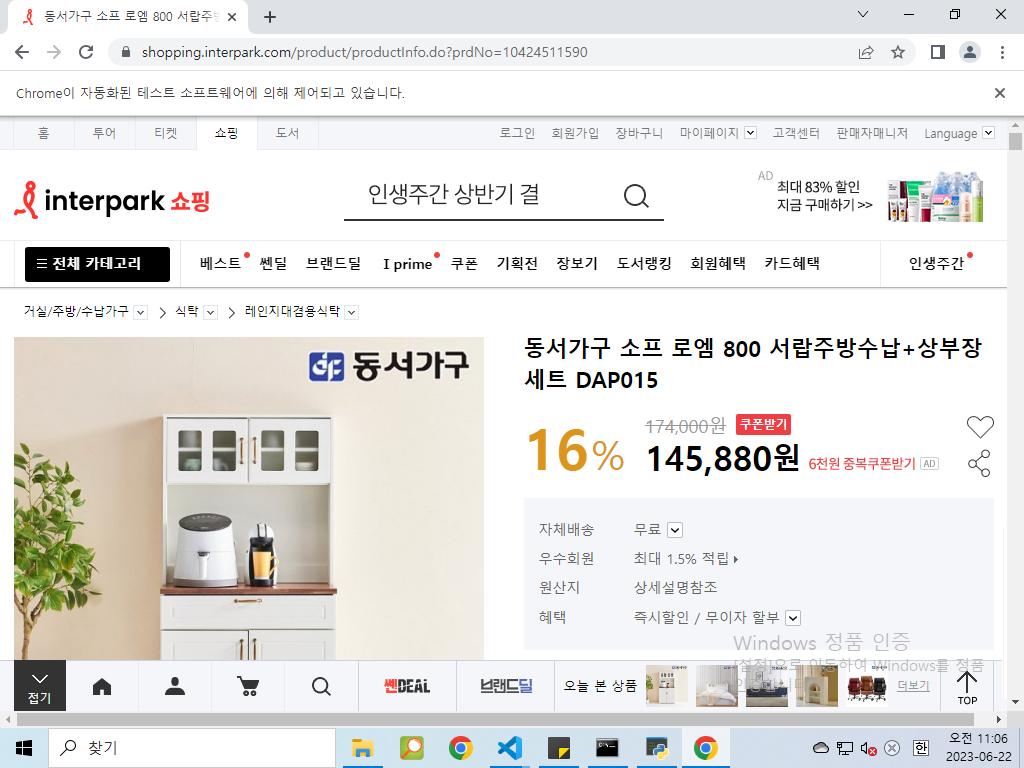 동서가구 소프 로엠 800 서랍주방
shopping.interpark.com/product/productInfo.do?prdNo=10424511590
Chrome이 자동화된 테스트 소프트웨어에 의해 제어되고 있습니다.
홈 투어 티켓 쇼핑 도서 로그인 회원가입 장바구니 마이페이지 고객센터 판매자매니저 Language
interpark 쇼핑
인생주간 상반기 결
AD
최대 83% 할인
지금 구매하기 >>
전체 카테고리 베스트 쎈딜 브랜드딜 I prime 쿠폰 기획전 장보기 도서랭킹 회원혜택 카드혜택 인생주간
거실/주방/수납가구 식탁 레인지대겸용식탁
동서가구
동서가구 소프 로엠 800 서랍주방수납+상부장
세트 DAP015
16%
174,000원 쿠폰받기
145,880원 6천원 중복쿠폰받기 AD
자체배송 무료
우수회원 최대 1.5% 적립
원산지 상세설명참조
혜택 즉시할인 / 무이자 할부
Windows 정품 인증
[설정]으로 이동하여 Windows를 정품
접기
쎈DEAL
브랜드딜
오늘 본 상품
더보기
TOP
찾기
한
오전 11:06
2023-06-22